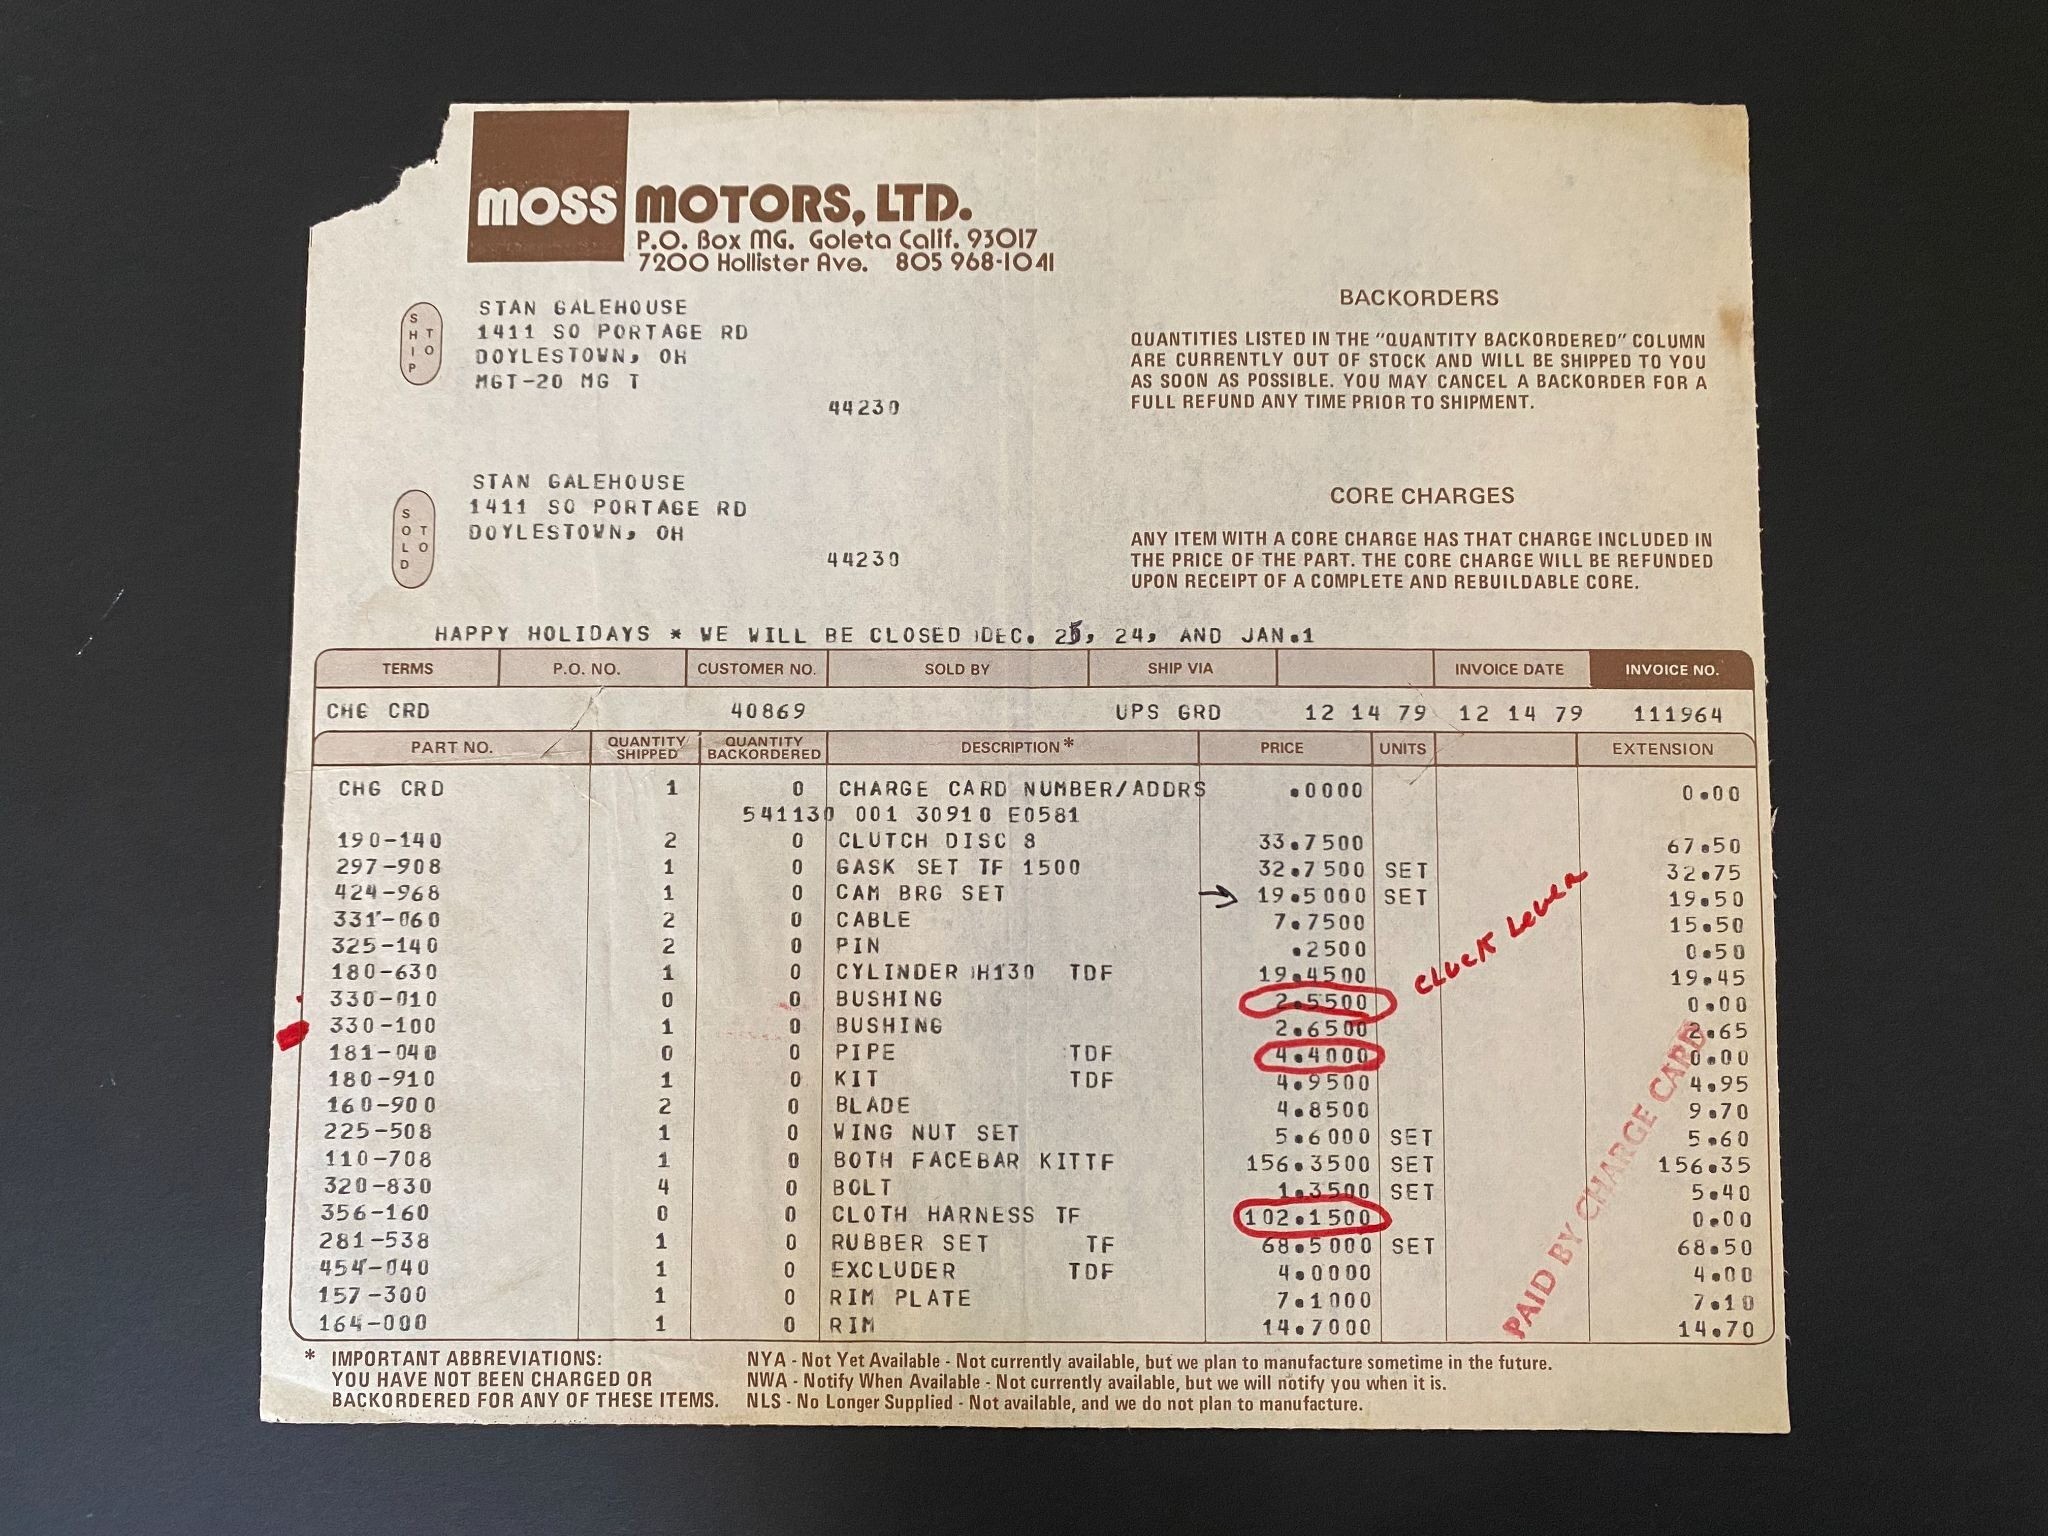 MOSS MOTORS, LTD.
P.O. Box MG. Goleta Calif. 93017
7200 Hollister Ave. 805 968-1041
SHIP TO
STAN GALEHOUSE
1411 SO PORTAGE RD
DOYLESTOWN, OH
MGT-20 MG T
44230
BACKORDERS
QUANTITIES LISTED IN THE "QUANTITY BACKORDERED" COLUMN
ARE CURRENTLY OUT OF STOCK AND WILL BE SHIPPED TO YOU
AS SOON AS POSSIBLE. YOU MAY CANCEL A BACKORDER FOR A
FULL REFUND ANY TIME PRIOR TO SHIPMENT.
SOLD TO
STAN GALEHOUSE
1411 SO PORTAGE RD
DOYLESTOWN, OH
44230
CORE CHARGES
ANY ITEM WITH A CORE CHARGE HAS THAT CHARGE INCLUDED IN
THE PRICE OF THE PART. THE CORE CHARGE WILL BE REFUNDED
UPON RECEIPT OF A COMPLETE AND REBUILDABLE CORE.
HAPPY HOLIDAYS * WE WILL BE CLOSED DEC. 25, 24, AND JAN.1
TERMS P.O. NO. CUSTOMER NO. SOLD BY SHIP VIA INVOICE DATE INVOICE NO.
CHG CRD 40869 UPS GRD 12 14 79 12 14 79 111964
PART NO. QUANTITY SHIPPED QUANTITY BACKORDERED DESCRIPTION* PRICE UNITS EXTENSION
CHG CRD 1 0 CHARGE CARD NUMBER/ADDRS .0000 0.00
541130 001 30910 E0581
190-140 2 0 CLUTCH DISC 8 33.7500 67.50
297-908 1 0 GASK SET TF 1500 32.7500 SET 32.75
424-968 1 0 CAM BRG SET → 19.5000 SET 19.50
331-060 2 0 CABLE 7.7500 15.50
325-140 2 0 PIN .2500 0.50
180-630 1 0 CYLINDER H130 TDF 19.4500 19.45
330-010 0 0 BUSHING 2.5500 0.00
cluck Lever
330-100 1 0 BUSHING 2.6500 2.65
181-040 0 0 PIPE TDF 4.4000 0.00
180-910 1 0 KIT TDF 4.9500 4.95
160-900 2 0 BLADE 4.8500 9.70
225-508 1 0 WING NUT SET 5.6000 SET 5.60
110-708 1 0 BOTH FACEBAR KITTF 156.3500 SET 156.35
320-830 4 0 BOLT 1.3500 SET 5.40
356-160 0 0 CLOTH HARNESS TF 102.1500 0.00
281-538 1 0 RUBBER SET TF 68.5000 SET 68.50
454-040 1 0 EXCLUDER TDF 4.0000 4.00
157-300 1 0 RIM PLATE 7.1000 7.10
164-000 1 0 RIM 14.7000 14.70
PAID BY CHARGE CARD
* IMPORTANT ABBREVIATIONS:
YOU HAVE NOT BEEN CHARGED OR
BACKORDERED FOR ANY OF THESE ITEMS.
NYA - Not Yet Available - Not currently available, but we plan to manufacture sometime in the future.
NWA - Notify When Available - Not currently available, but we will notify you when it is.
NLS - No Longer Supplied - Not available, and we do not plan to manufacture.